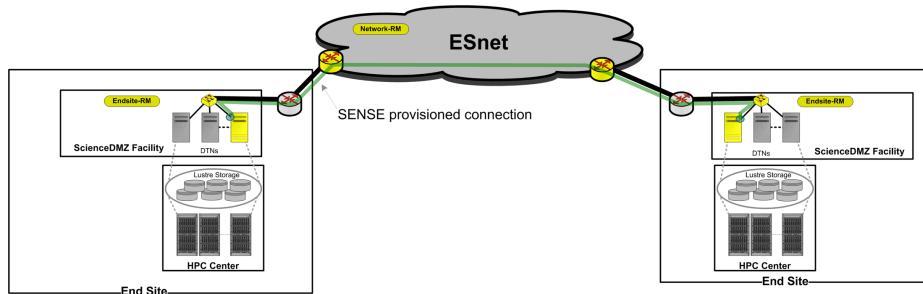 Network-RM
ESnet
SENSE provisioned connection
Endsite-RM
DTNs
ScienceDMZ Facility
Lustre Storage
HPC Center
End Site
Endsite-RM
DTNs
ScienceDMZ Facility
Lustre Storage
HPC Center
End Site